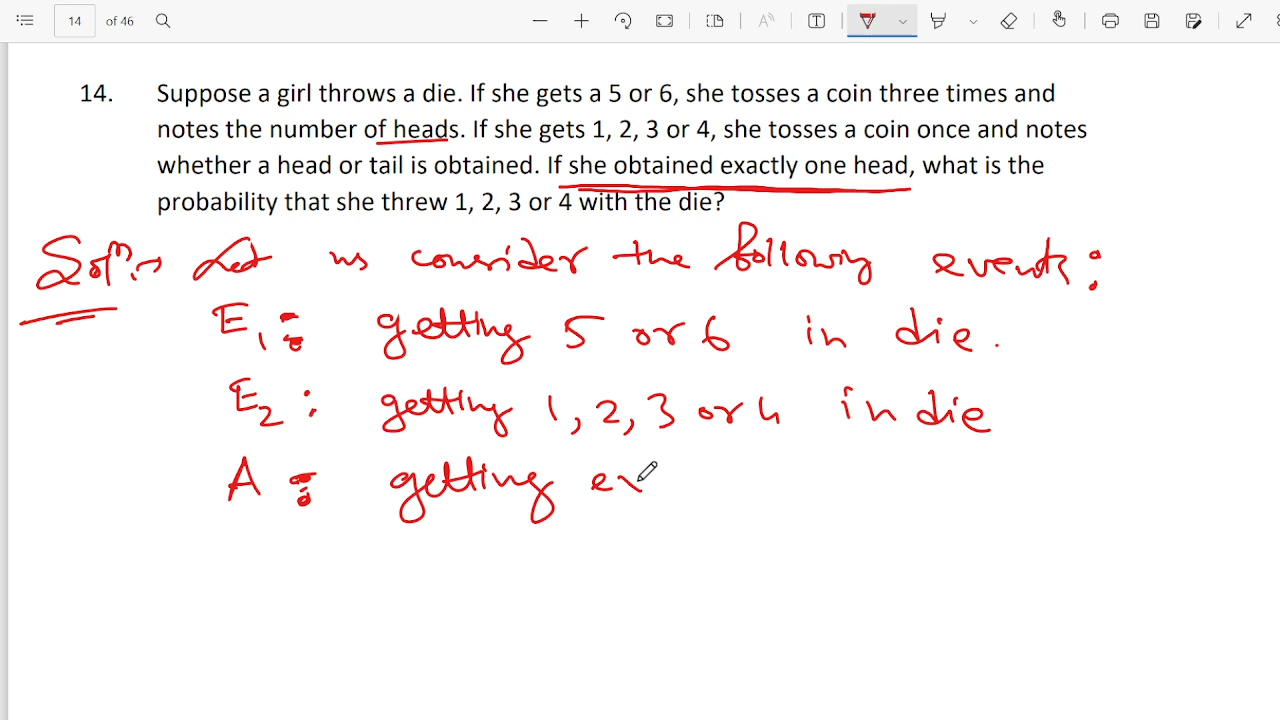 14 of 46
14. Suppose a girl throws a die. If she gets a 5 or 6, she tosses a coin three times and
notes the number of heads. If she gets 1, 2, 3 or 4, she tosses a coin once and notes
whether a head or tail is obtained. If she obtained exactly one head, what is the
probability that she threw 1, 2, 3 or 4 with the die?
Solⁿ:→ Let us consider the following events:
E₁: getting 5 or 6 in die.
E₂: getting 1, 2, 3 or 4 in die
A: getting ex